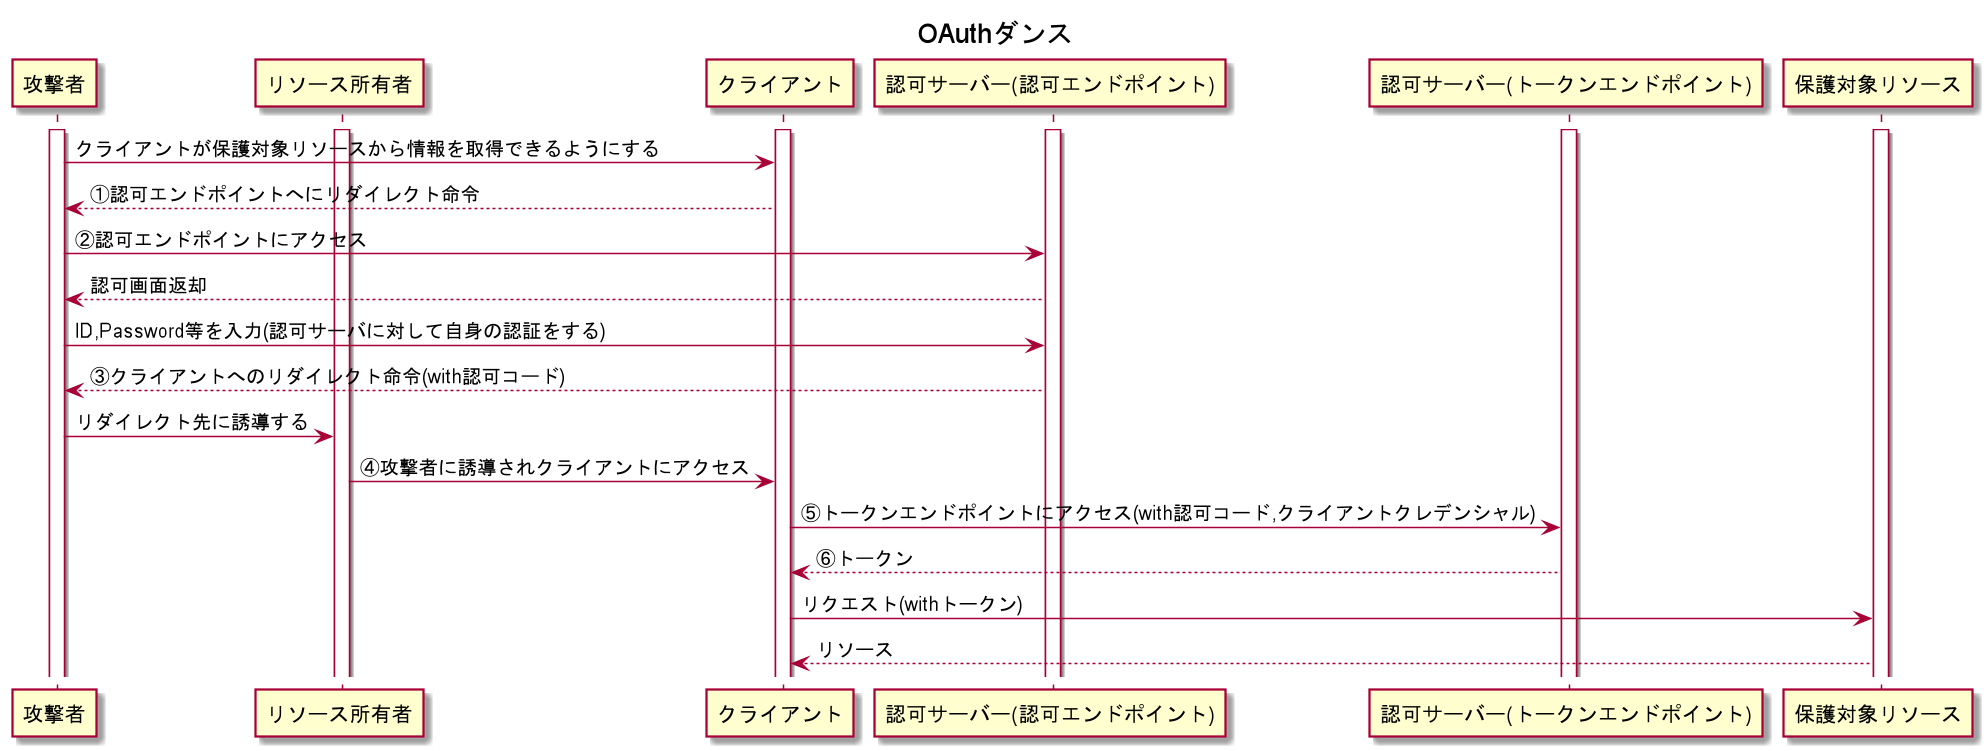 OAuthダンス
攻撃者
リソース所有者
クライアント
認可サーバー(認可エンドポイント)
認可サーバー(トークンエンドポイント)
保護対象リソース
クライアントが保護対象リソースから情報を取得できるようにする
①認可エンドポイントへにリダイレクト命令
②認可エンドポイントにアクセス
認可画面返却
ID,Password等を入力(認可サーバに対して自身の認証をする)
③クライアントへのリダイレクト命令(with認可コード)
リダイレクト先に誘導する
④攻撃者に誘導されクライアントにアクセス
⑤トークンエンドポイントにアクセス(with認可コード,クライアントクレデンシャル)
⑥トークン
リクエスト(withトークン)
リソース
攻撃者
リソース所有者
クライアント
認可サーバー(認可エンドポイント)
認可サーバー(トークンエンドポイント)
保護対象リソース